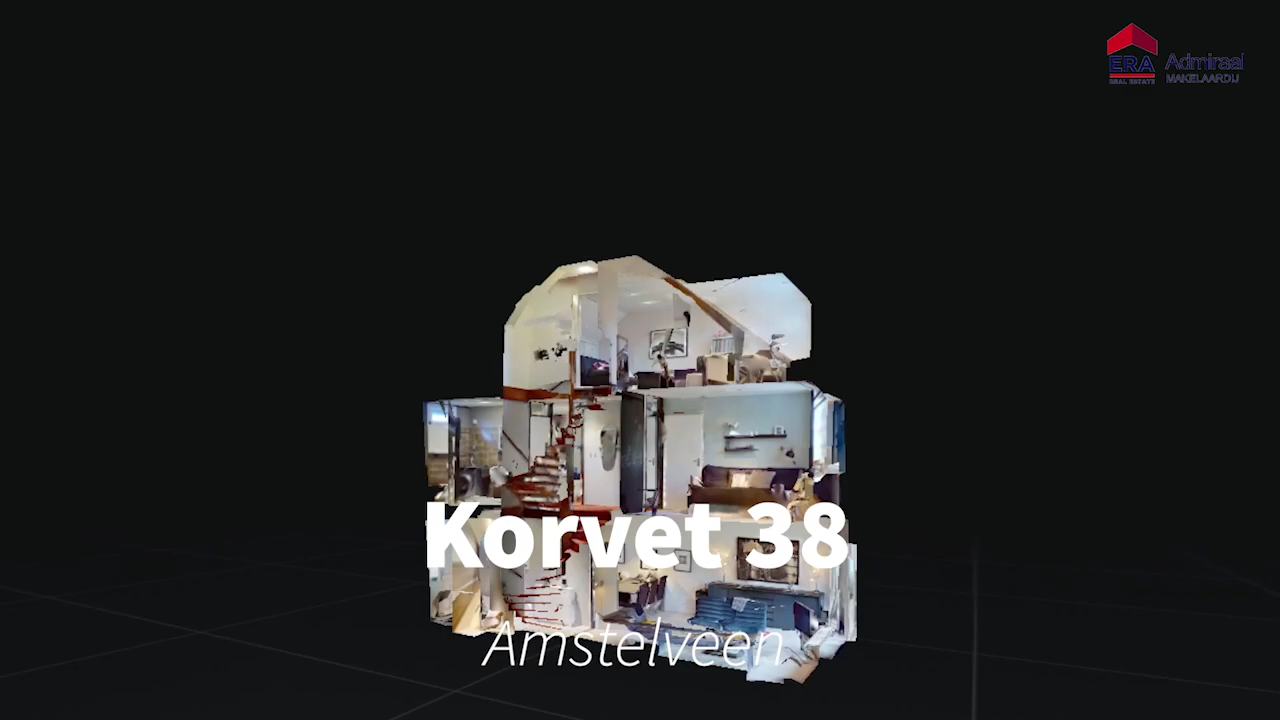 ERA
REAL ESTATE
Admiraal
MAKELAARDIJ
Korvet 38
Amstelveen